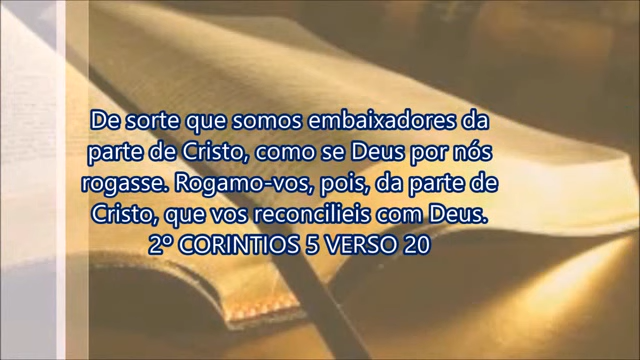 De sorte que somos embaixadores da
parte de Cristo, como se Deus por nós
rogasse. Rogamo-vos, pois, da parte de
Cristo, que vos reconcilieis com Deus.
2º CORINTIOS 5 VERSO 20